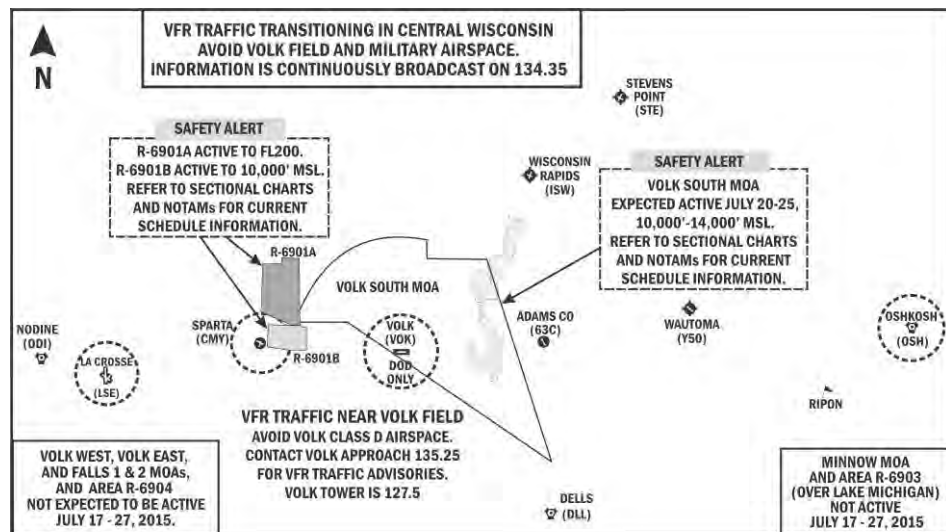 VFR TRAFFIC TRANSITIONING IN CENTRAL WISCONSIN
AVOID VOLK FIELD AND MILITARY AIRSPACE.
INFORMATION IS CONTINUOUSLY BROADCAST ON 134.35
N
STEVENS
POINT
(STE)
SAFETY ALERT
R-6901A ACTIVE TO FL200.
R-6901B ACTIVE TO 10,000' MSL.
REFER TO SECTIONAL CHARTS
AND NOTAMs FOR CURRENT
SCHEDULE INFORMATION.
WISCONSIN
RAPIDS
(ISW)
SAFETY ALERT
VOLK SOUTH MOA
EXPECTED ACTIVE JULY 20-25,
10,000'-14,000' MSL.
REFER TO SECTIONAL CHARTS
AND NOTAMs FOR CURRENT
SCHEDULE INFORMATION.
R-6901A
VOLK SOUTH MOA
NODINE
(ODI)
LA CROSSE
(LSE)
SPARTA
(CMY)
R-6901B
VOLK
(VOK)
DOD
ONLY
ADAMS CO
(63C)
WAUTOMA
(Y50)
OSHKOSH
(OSH)
RIPON
VFR TRAFFIC NEAR VOLK FIELD
AVOID VOLK CLASS D AIRSPACE.
CONTACT VOLK APPROACH 135.25
FOR VFR TRAFFIC ADVISORIES.
VOLK TOWER IS 127.5
VOLK WEST, VOLK EAST,
AND FALLS 1 & 2 MOAs,
AND AREA R-6904
NOT EXPECTED TO BE ACTIVE
JULY 17 - 27, 2015.
DELLS
(DLL)
MINNOW MOA
AND AREA R-6903
(OVER LAKE MICHIGAN)
NOT ACTIVE
JULY 17 - 27, 2015